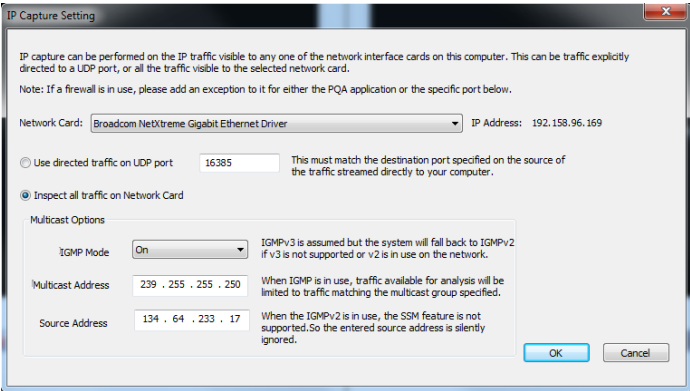 IP Capture Setting
IP capture can be performed on the IP traffic visible to any one of the network interface cards on this computer. This can be traffic explicitly
directed to a UDP port, or all the traffic visible to the selected network card.
Note: If a firewall is in use, please add an exception to it for either the PQA application or the specific port below.
Network Card: Broadcom NetXtreme Gigabit Ethernet Driver IP Address: 192.158.96.169
Use directed traffic on UDP port 16385 This must match the destination port specified on the source of
the traffic streamed directly to your computer.
Inspect all traffic on Network Card
Multicast Options
IGMP Mode On IGMPv3 is assumed but the system will fall back to IGMPv2
if v3 is not supported or v2 is in use on the network.
Multicast Address 239 . 255 . 255 . 250 When IGMP is in use, traffic available for analysis will be
limited to traffic matching the multicast group specified.
Source Address 134 . 64 . 233 . 17 When the IGMPv2 is in use, the SSM feature is not
supported.So the entered source address is silently
ignored.
OK Cancel